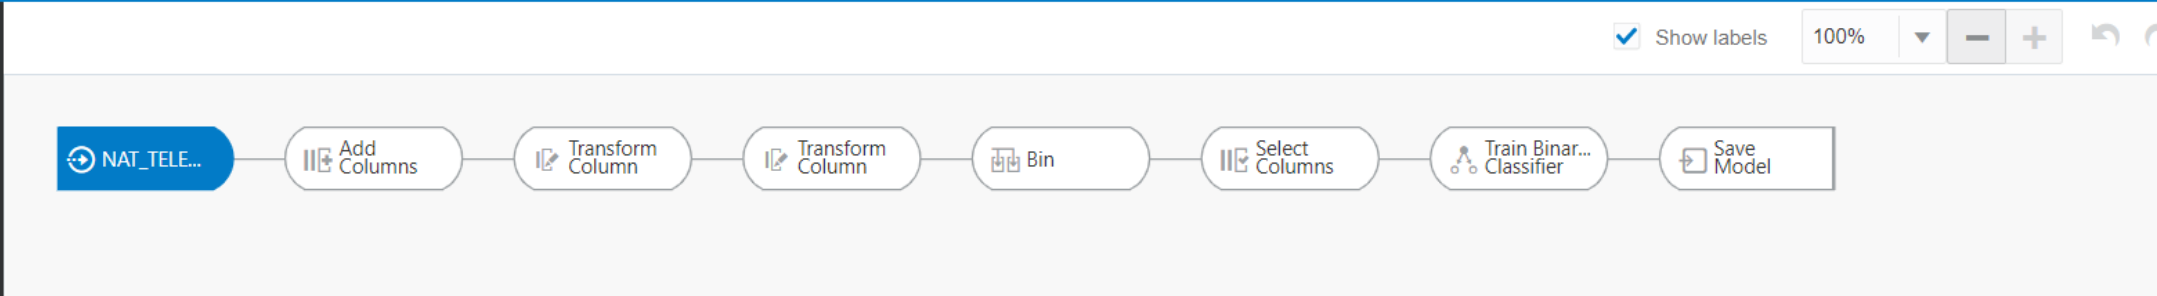 Show labels
100%
NAT_TELE...
Add
Columns
Transform
Column
Transform
Column
Bin
Select
Columns
Train Binar...
Classifier
Save
Model